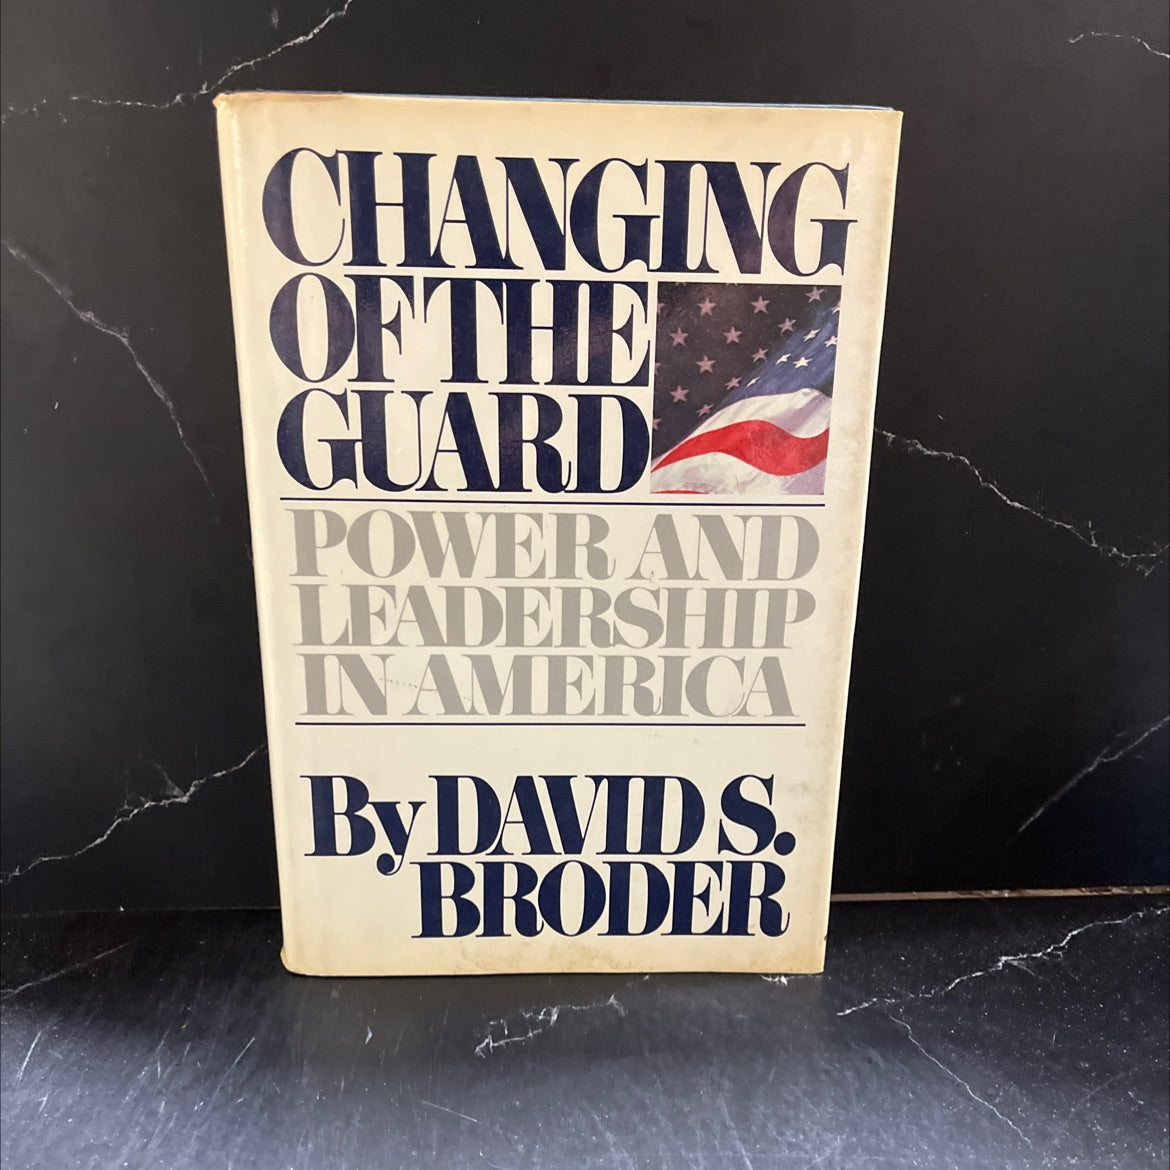 CHANGING
OF THE
GUARD
POWER AND
LEADERSHIP
IN AMERICA
By DAVID S.
BRODER